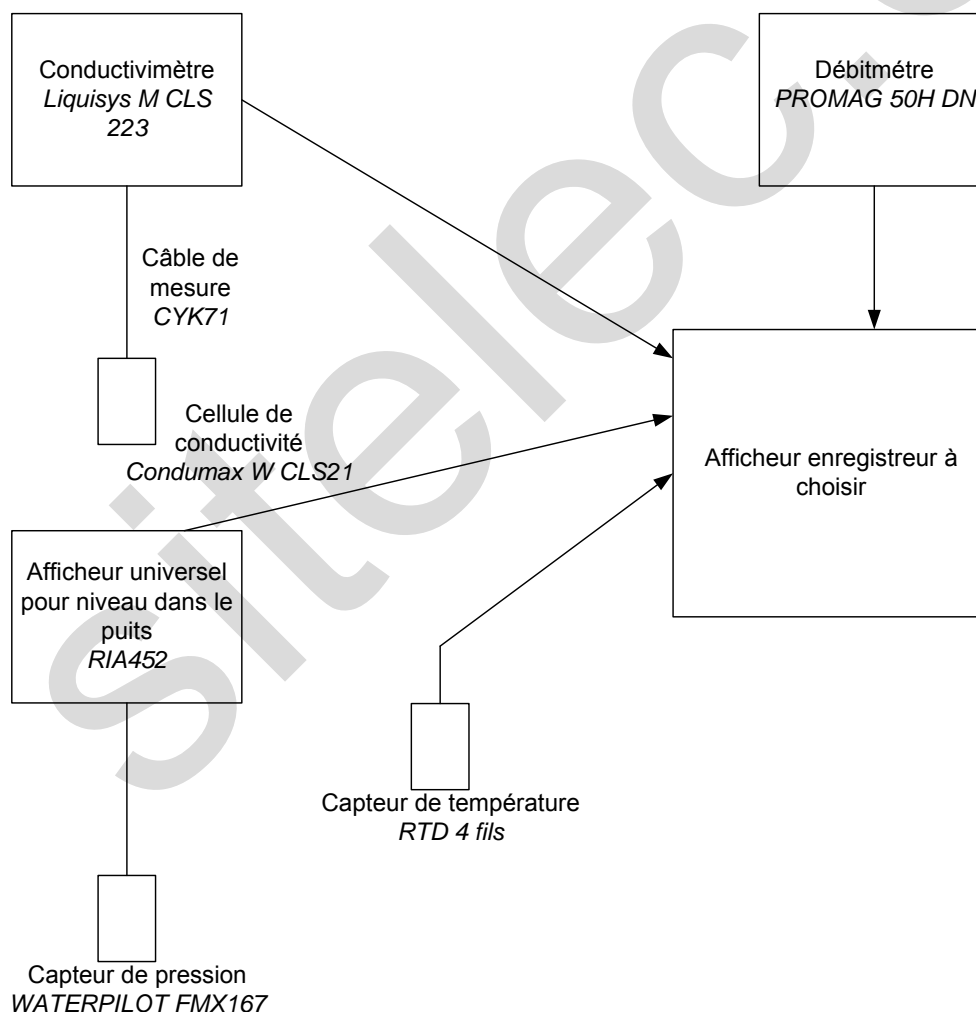 Conductivimètre
Liquisys M CLS
223
Débitmétre
PROMAG 50H DN
Câble de
mesure
CYK71
Cellule de
conductivité
Condumax W CLS21
Afficheur enregistreur à
choisir
Afficheur universel
pour niveau dans le
puits
RIA452
Capteur de température
RTD 4 fils
Capteur de pression
WATERPILOT FMX167
sitelec.